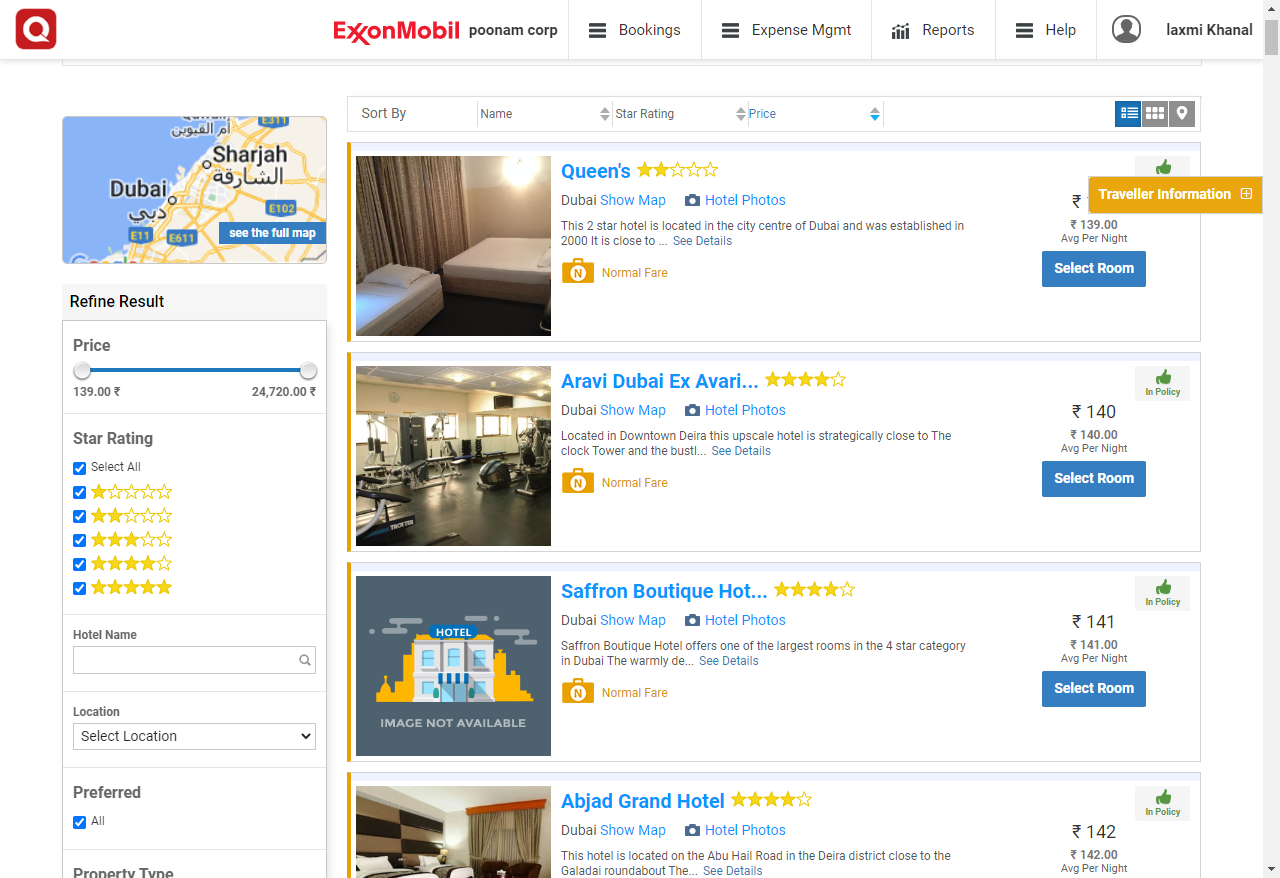 Q
ExxonMobil poonam corp
Bookings
Expense Mgmt
Reports
Help
laxmi Khanal
E311
أم القيوين
Sharjah
الشارقة
Dubai
دبي
E102
E11
E611
see the full map
Google
Refine Result
Price
139.00 ₹
24,720.00 ₹
Star Rating
Select All
Hotel Name
Location
Select Location
Preferred
All
Property Type
Sort By
Name
Star Rating
Price
Queen's
Dubai Show Map Hotel Photos
This 2 star hotel is located in the city centre of Dubai and was established in
2000 It is close to ... See Details
N Normal Fare
₹
Traveller Information
₹ 139.00
Avg Per Night
Select Room
Aravi Dubai Ex Avari...
Dubai Show Map Hotel Photos
Located in Downtown Deira this upscale hotel is strategically close to The
clock Tower and the bustl... See Details
N Normal Fare
In Policy
₹ 140
₹ 140.00
Avg Per Night
Select Room
HOTEL
IMAGE NOT AVAILABLE
Saffron Boutique Hot...
Dubai Show Map Hotel Photos
Saffron Boutique Hotel offers one of the largest rooms in the 4 star category
in Dubai The warmly de... See Details
N Normal Fare
In Policy
₹ 141
₹ 141.00
Avg Per Night
Select Room
Abjad Grand Hotel
Dubai Show Map Hotel Photos
This hotel is located on the Abu Hail Road in the Deira district close to the
Galadai roundabout The... See Details
In Policy
₹ 142
₹ 142.00
Avg Per Night